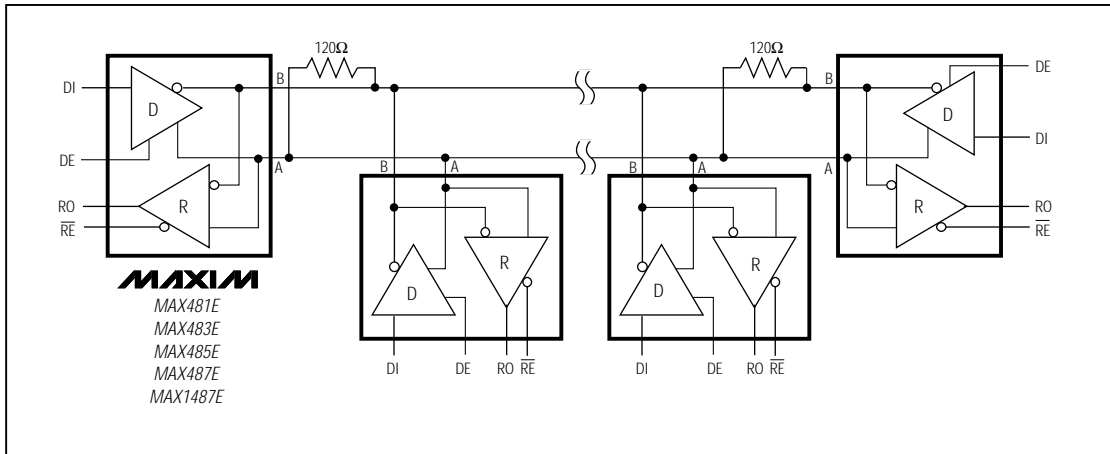 120Ω 120Ω
B B
DI D DE
D DI
DE A B A B A A
RO R R RO
RE RE
MAXIM
MAX481E
MAX483E
MAX485E
MAX487E
MAX1487E
D R D R
DI DE RO RE DI DE RO RE